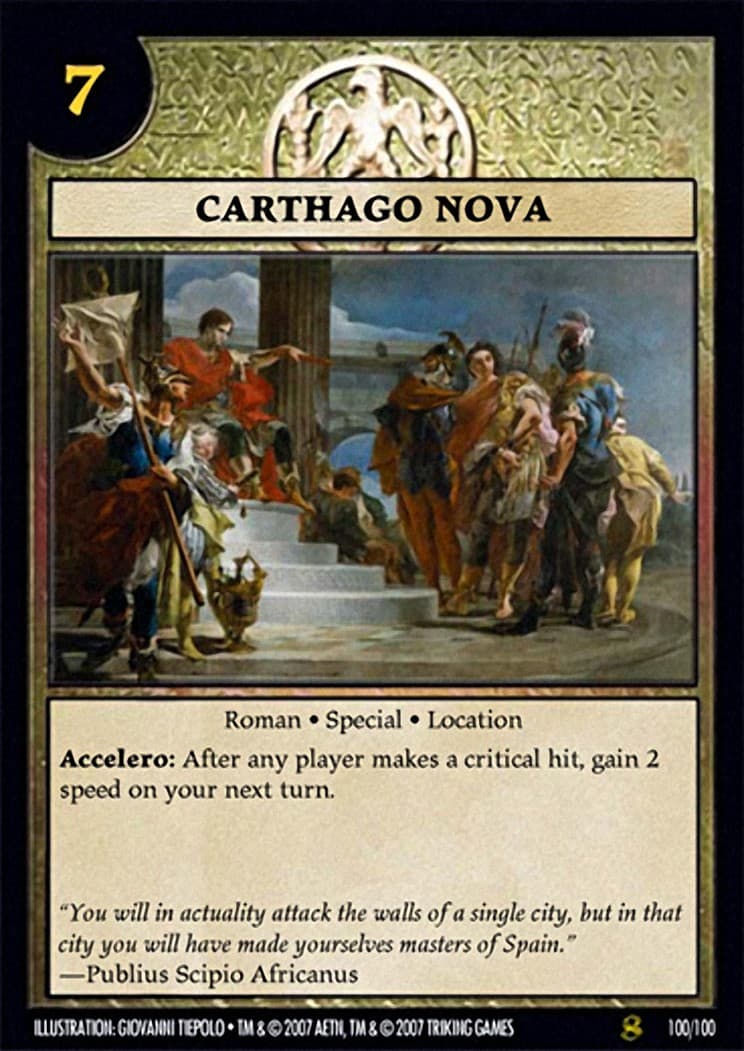 7
CARTHAGO NOVA
Roman • Special • Location
Accelero: After any player makes a critical hit, gain 2
speed on your next turn.
“You will in actuality attack the walls of a single city, but in that
city you will have made yourselves masters of Spain.”
—Publius Scipio Africanus
ILLUSTRATION: GIOVANNI TIEPOLO • TM & © 2007 AETN, TM & © 2007 TRIKING GAMES
100/100